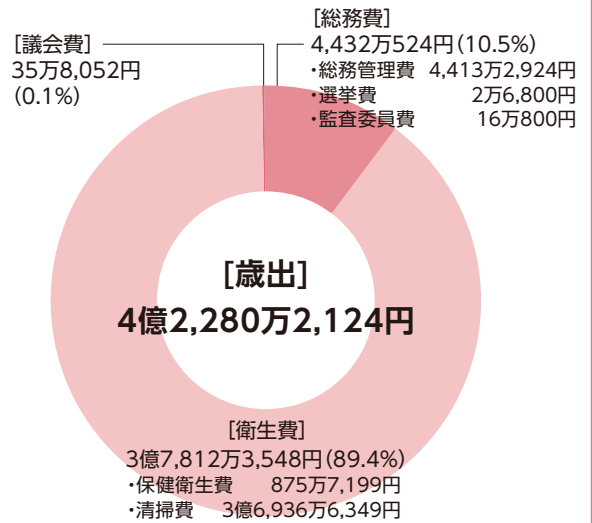 [議会費]
35万8,052円
(0.1%)
[総務費]
4,432万524円(10.5%)
・総務管理費 4,413万2,924円
・選挙費 2万6,800円
・監査委員費 16万800円
[歳出]
4億2,280万2,124円
[衛生費]
3億7,812万3,548円(89.4%)
・保健衛生費 875万7,199円
・清掃費 3億6,936万6,349円